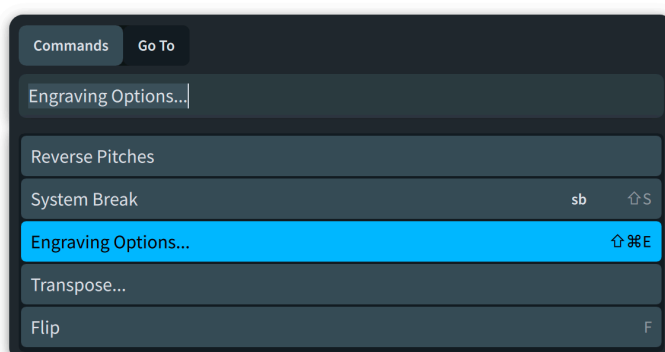 Commands Go To
Engraving Options...
Reverse Pitches
System Break sb ⇧S
Engraving Options... ⇧⌘E
Transpose...
Flip F